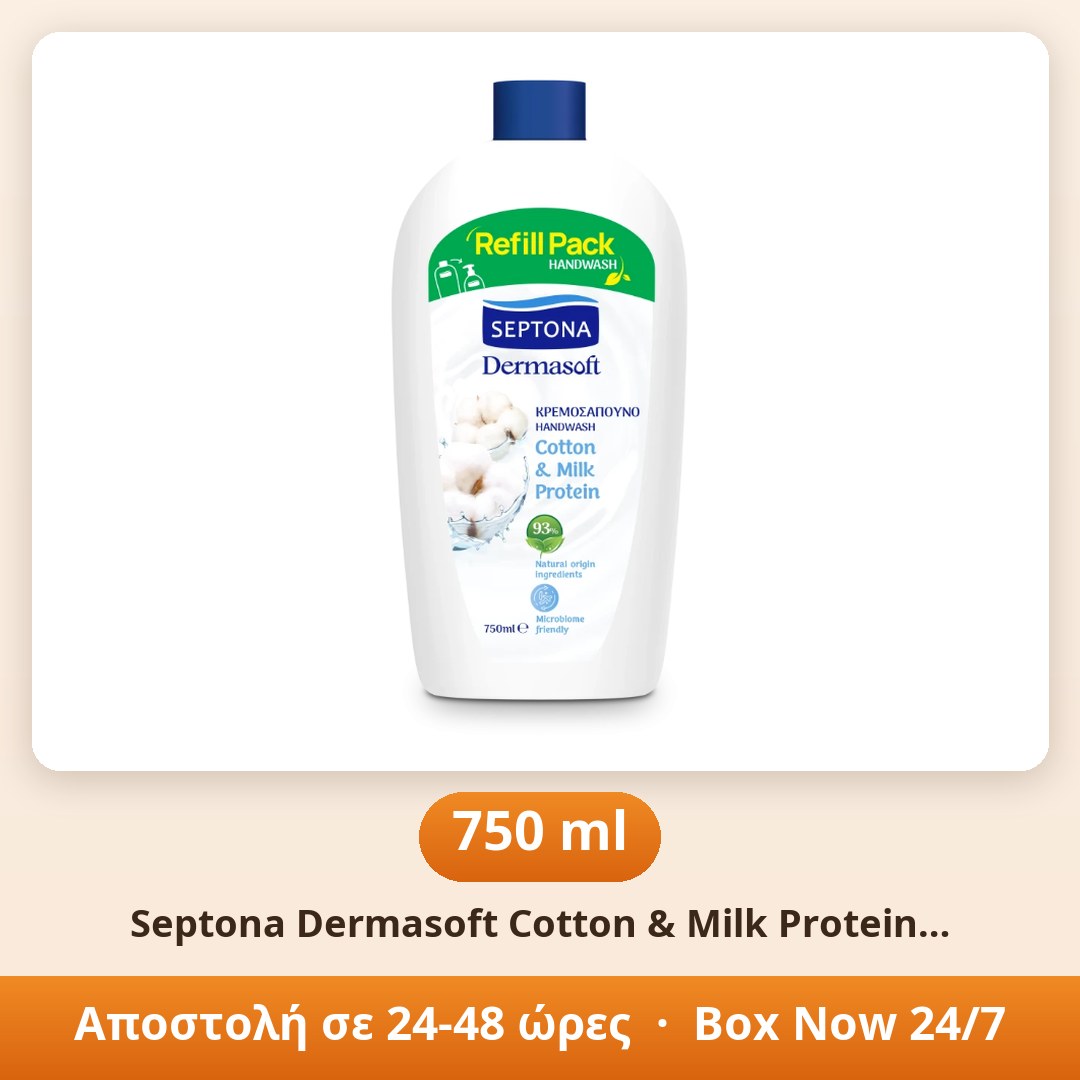 Refill Pack
HANDWASH
SEPTONA
Dermasoft
ΚΡΕΜΟΣΑΠΟΥΝΟ
HANDWASH
Cotton
& Milk
Protein
93%
Natural origin
ingredients
Microbiome
friendly
750ml ℮
750 ml
Septona Dermasoft Cotton & Milk Protein...
Αποστολή σε 24-48 ώρες · Box Now 24/7